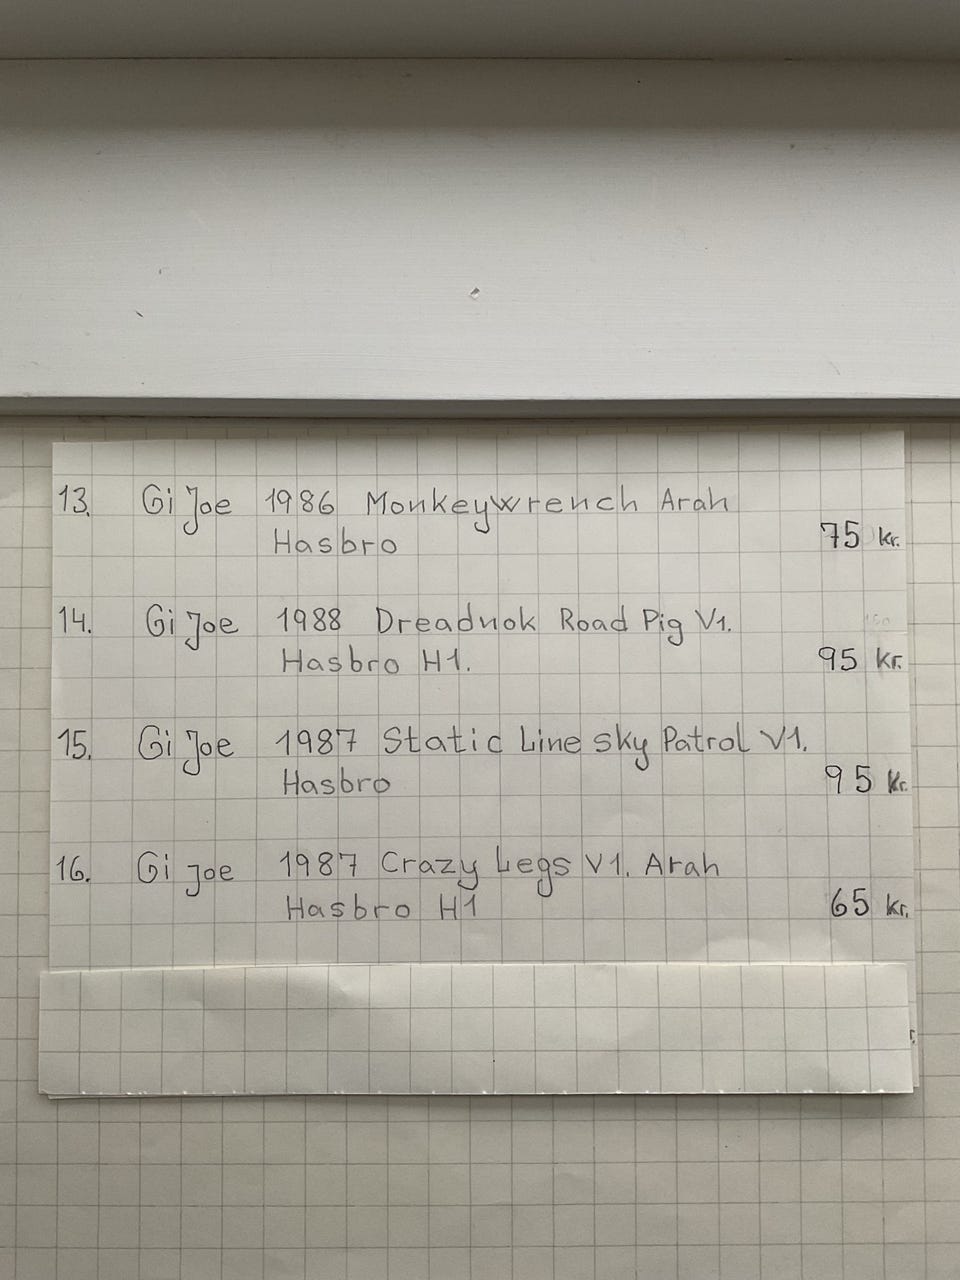 13. Gi Joe 1986 Monkeywrench Arah
Hasbro 75 kr.
14. Gi Joe 1988 Dreadnok Road Pig V1.
Hasbro H1. 95 kr.
15. Gi Joe 1987 Static Line sky Patrol V1.
Hasbro 95 kr.
16. Gi joe 1987 Crazy Legs V1. Arah
Hasbro H1 65 kr.